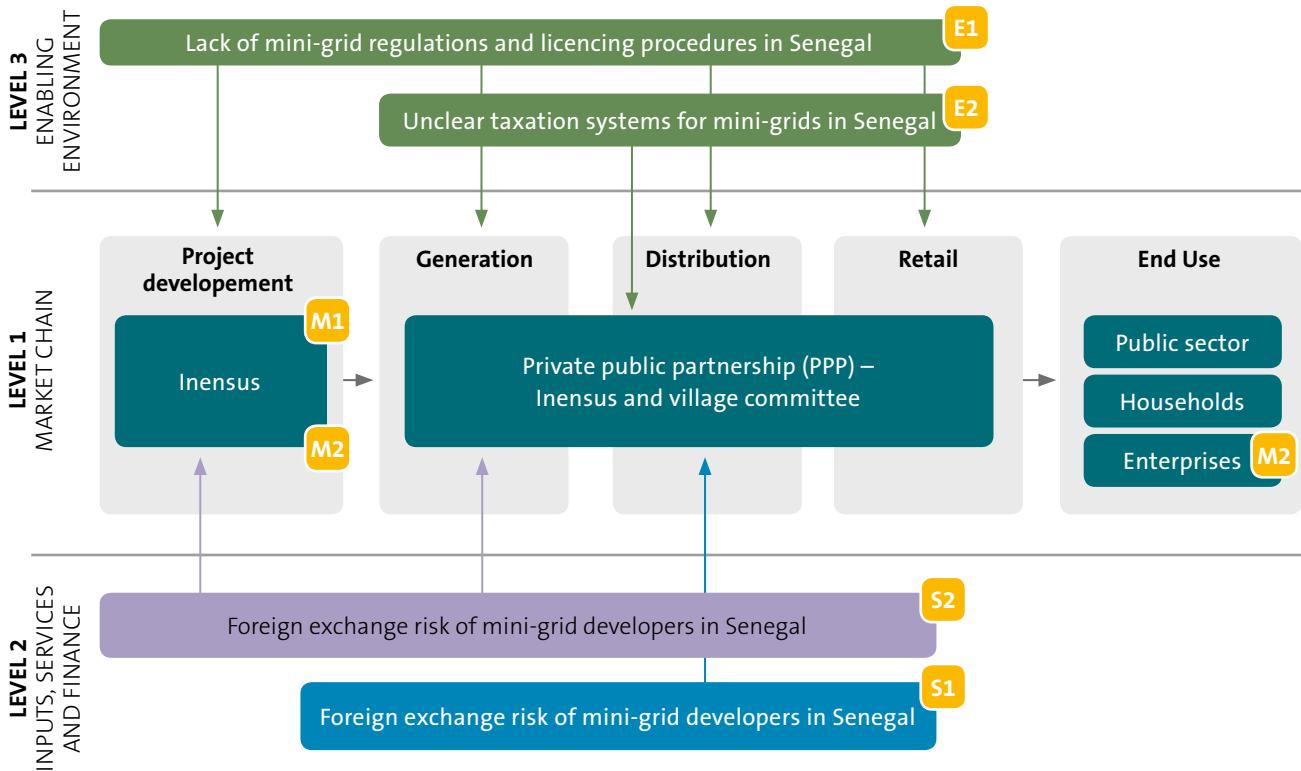 LEVEL 3
ENABLING
ENVIRONMENT
Lack of mini-grid regulations and licencing procedures in Senegal
E1
Unclear taxation systems for mini-grids in Senegal
E2
LEVEL 1
MARKET CHAIN
Project
developement
M1
Inensus
M2
Generation
Distribution
Retail
Private public partnership (PPP) –
Inensus and village committee
End Use
Public sector
Households
Enterprises
M2
LEVEL 2
INPUTS, SERVICES
AND FINANCE
Foreign exchange risk of mini-grid developers in Senegal
S2
Foreign exchange risk of mini-grid developers in Senegal
S1